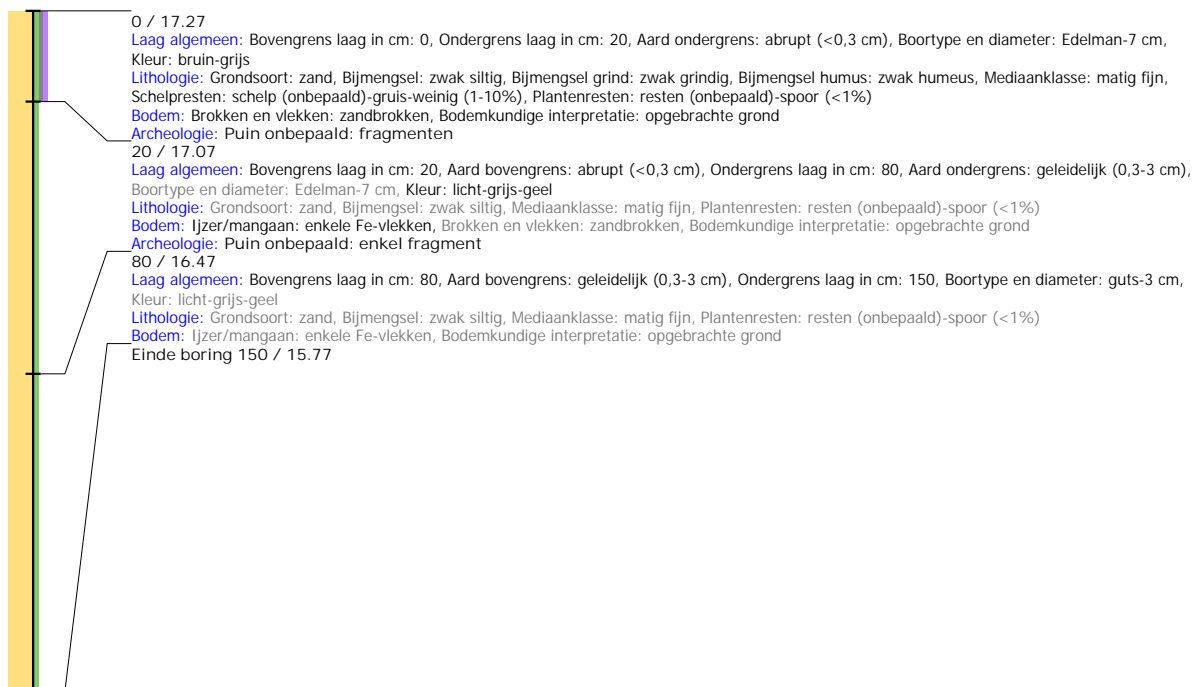 0 / 17.27
Laag algemeen: Bovengrens laag in cm: 0, Ondergrens laag in cm: 20, Aard ondergrens: abrupt (<0,3 cm), Boortype en diameter: Edelman-7 cm,
Kleur: bruin-grijs
Lithologie: Grondsoort: zand, Bijmengsel: zwak siltig, Bijmengsel grind: zwak grindig, Bijmengsel humus: zwak humeus, Mediaanklasse: matig fijn,
Schelpresten: schelp (onbepaald)-gruis-weinig (1-10%), Plantenresten: resten (onbepaald)-spoor (<1%)
Bodem: Brokken en vlekken: zandbrokken, Bodemkundige interpretatie: opgebrachte grond
Archeologie: Puin onbepaald: fragmenten
20 / 17.07
Laag algemeen: Bovengrens laag in cm: 20, Aard bovengrens: abrupt (<0,3 cm), Ondergrens laag in cm: 80, Aard ondergrens: geleidelijk (0,3-3 cm),
Boortype en diameter: Edelman-7 cm, Kleur: licht-grijs-geel
Lithologie: Grondsoort: zand, Bijmengsel: zwak siltig, Mediaanklasse: matig fijn, Plantenresten: resten (onbepaald)-spoor (<1%)
Bodem: Ijzer/mangaan: enkele Fe-vlekken, Brokken en vlekken: zandbrokken, Bodemkundige interpretatie: opgebrachte grond
Archeologie: Puin onbepaald: enkel fragment
80 / 16.47
Laag algemeen: Bovengrens laag in cm: 80, Aard bovengrens: geleidelijk (0,3-3 cm), Ondergrens laag in cm: 150, Boortype en diameter: guts-3 cm,
Kleur: licht-grijs-geel
Lithologie: Grondsoort: zand, Bijmengsel: zwak siltig, Mediaanklasse: matig fijn, Plantenresten: resten (onbepaald)-spoor (<1%)
Bodem: Ijzer/mangaan: enkele Fe-vlekken, Bodemkundige interpretatie: opgebrachte grond
Einde boring 150 / 15.77